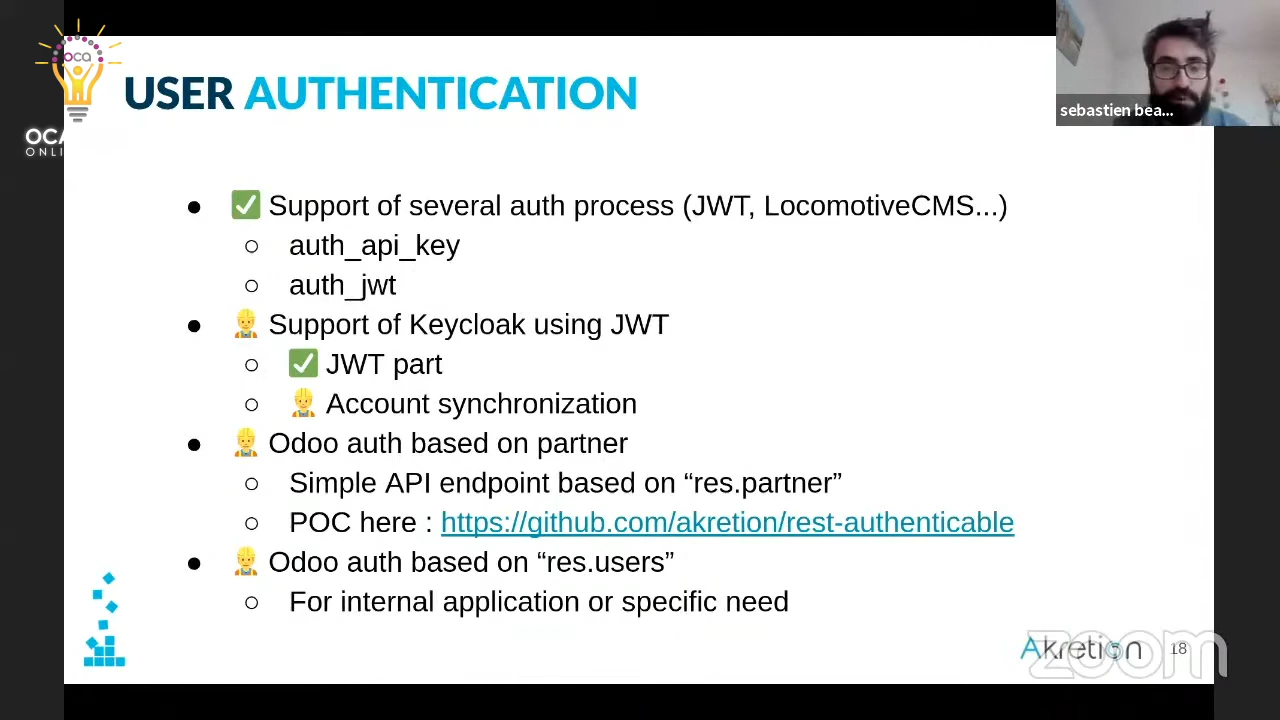 oca
OCA
ONLI
USER AUTHENTICATION
sebastien bea...
● ✅ Support of several auth process (JWT, LocomotiveCMS...)
○ auth_api_key
○ auth_jwt
● 👷 Support of Keycloak using JWT
○ ✅ JWT part
○ 👷 Account synchronization
● 👷 Odoo auth based on partner
○ Simple API endpoint based on “res.partner”
○ POC here : https://github.com/akretion/rest-authenticable
● 👷 Odoo auth based on “res.users”
○ For internal application or specific need
Akretion 18
zoom